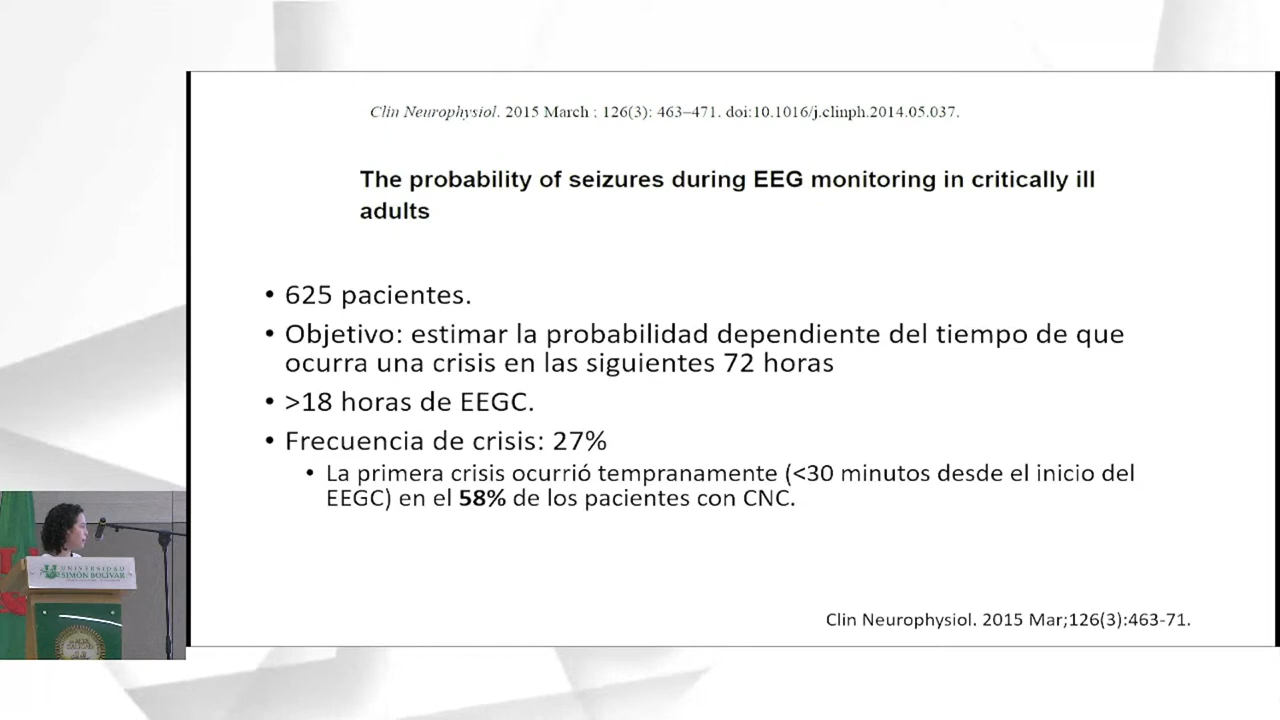 Clin Neurophysiol. 2015 March ; 126(3): 463–471. doi:10.1016/j.clinph.2014.05.037.
The probability of seizures during EEG monitoring in critically ill
adults
• 625 pacientes.
• Objetivo: estimar la probabilidad dependiente del tiempo de que
ocurra una crisis en las siguientes 72 horas
• >18 horas de EEGC.
• Frecuencia de crisis: 27%
• La primera crisis ocurrió tempranamente (<30 minutos desde el inicio del
EEGC) en el 58% de los pacientes con CNC.
Clin Neurophysiol. 2015 Mar;126(3):463-71.
UNIVERSIDAD
SIMÓN BOLÍVAR